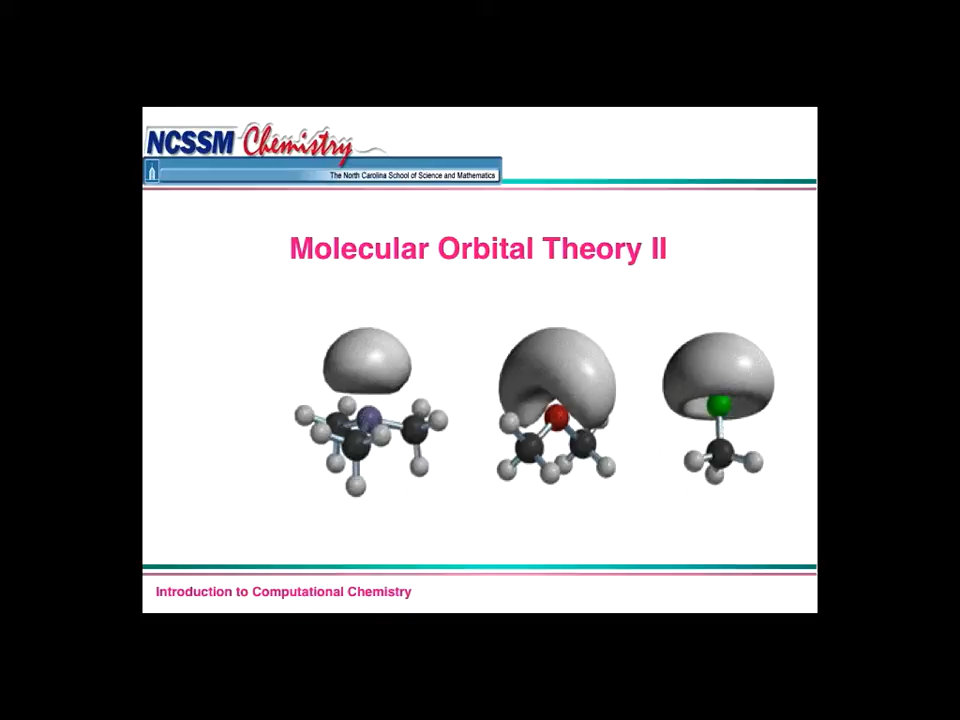 NCSSM Chemistry
The North Carolina School of Science and Mathematics
Molecular Orbital Theory II
Introduction to Computational Chemistry